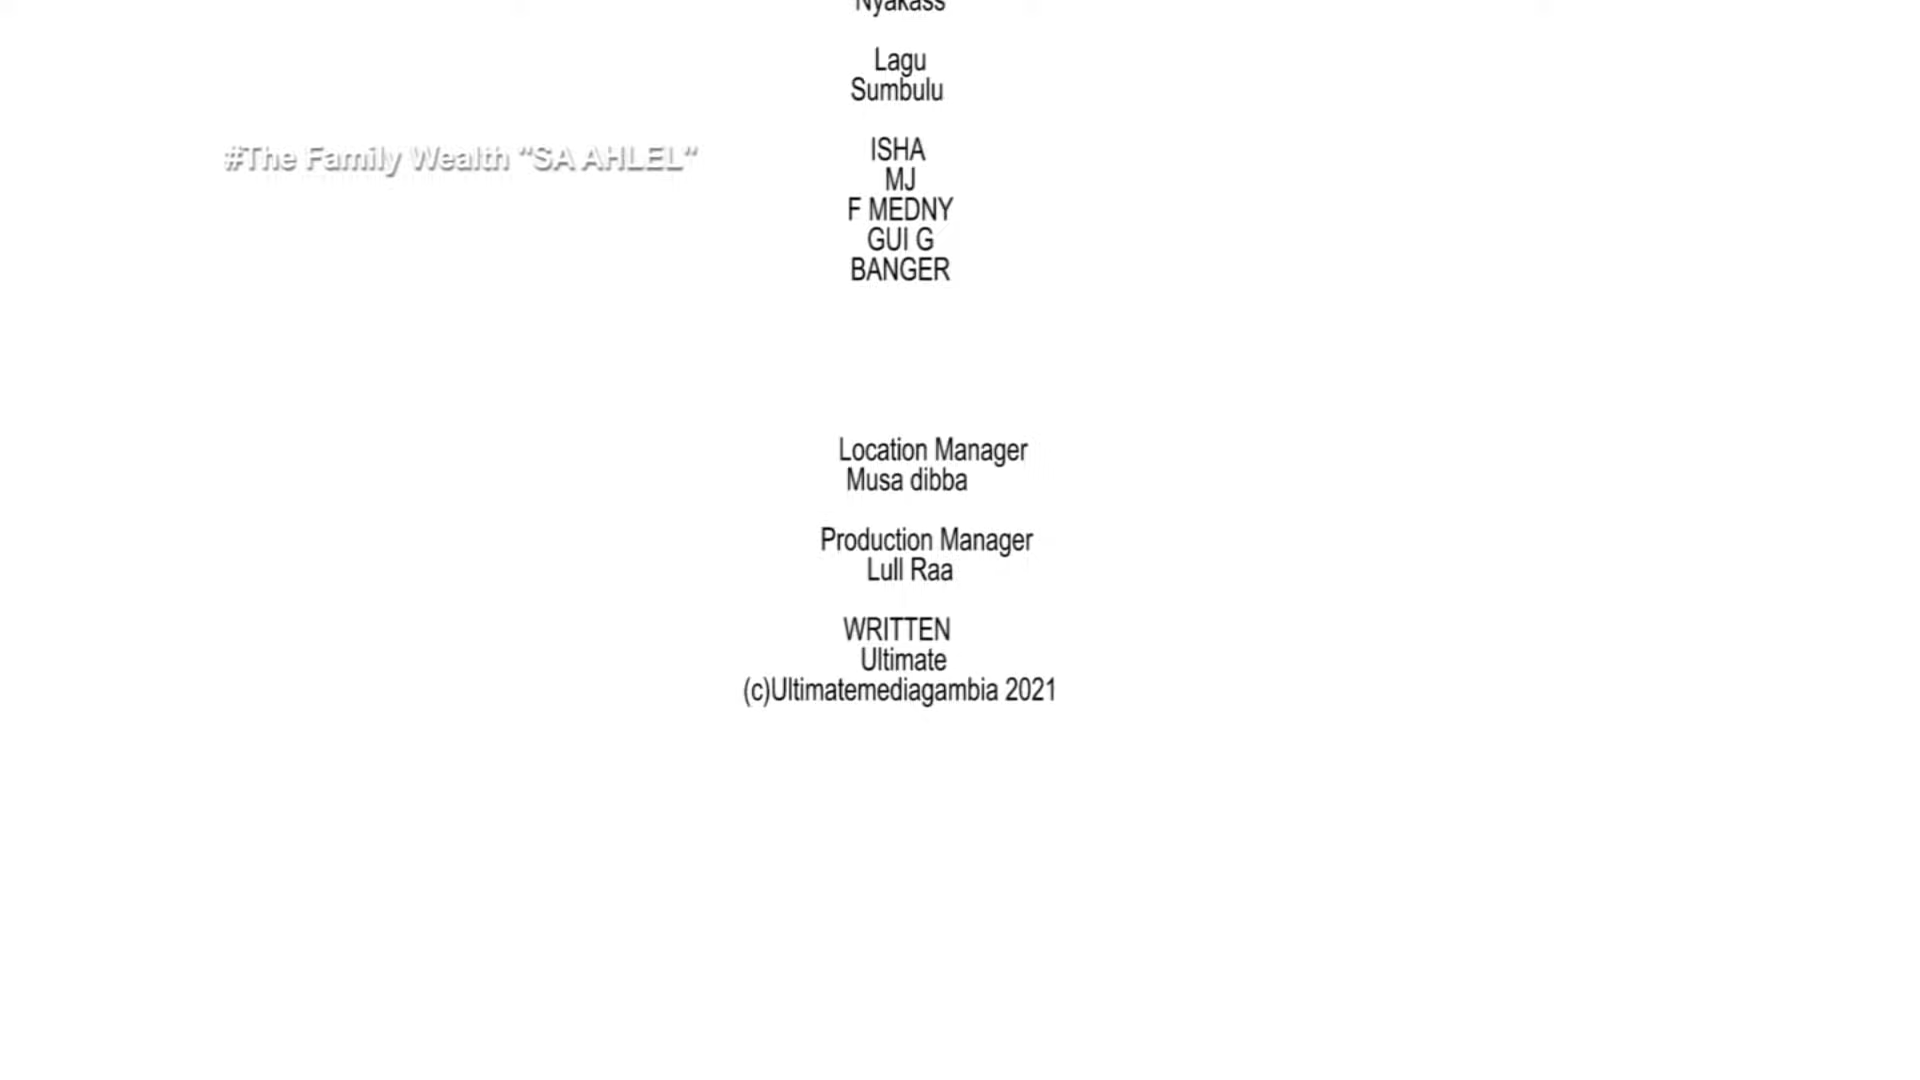 Nyakass
Lagu
Sumbulu
#The Family Wealth "SA AHLEL"
ISHA
MJ
F MEDNY
GUI G
BANGER
Location Manager
Musa dibba
Production Manager
Lull Raa
WRITTEN
Ultimate
(c)Ultimatemediagambia 2021